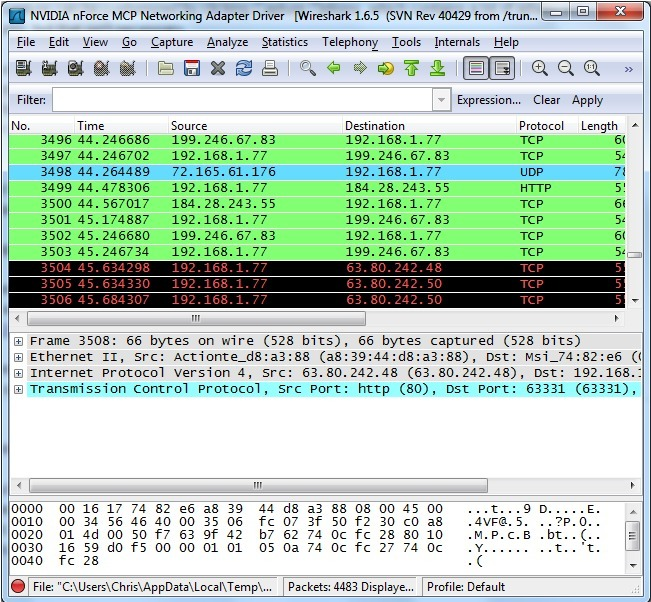 NVIDIA nForce MCP Networking Adapter Driver [Wireshark 1.6.5 (SVN Rev 40429 from /trun...
File Edit View Go Capture Analyze Statistics Telephony Tools Internals Help
Filter: Expression... Clear Apply
No. Time Source Destination Protocol Length
3496 44.246686 199.246.67.83 192.168.1.77 TCP 60
3497 44.246702 192.168.1.77 199.246.67.83 TCP 54
3498 44.264489 72.165.61.176 192.168.1.77 UDP 78
3499 44.478306 192.168.1.77 184.28.243.55 HTTP 55
3500 44.567017 184.28.243.55 192.168.1.77 TCP 66
3501 45.174887 192.168.1.77 199.246.67.83 TCP 54
3502 45.246680 199.246.67.83 192.168.1.77 TCP 60
3503 45.246734 192.168.1.77 199.246.67.83 TCP 54
3504 45.634298 192.168.1.77 63.80.242.48 TCP 55
3505 45.634330 192.168.1.77 63.80.242.50 TCP 55
3506 45.684307 192.168.1.77 63.80.242.50 TCP 55
Frame 3508: 66 bytes on wire (528 bits), 66 bytes captured (528 bits)
Ethernet II, Src: Actionte_d8:a3:88 (a8:39:44:d8:a3:88), Dst: Msi_74:82:e6 (0
Internet Protocol Version 4, Src: 63.80.242.48 (63.80.242.48), Dst: 192.168.1
Transmission Control Protocol, Src Port: http (80), Dst Port: 63331 (63331),
0000 00 16 17 74 82 e6 a8 39 44 d8 a3 88 08 00 45 00 ...t...9 D.....E.
0010 00 34 56 46 40 00 35 06 fc 07 3f 50 f2 30 c0 a8 .4VF@.5. ..?P.0..
0020 01 4d 00 50 f7 63 9f 42 b7 62 74 0c fc 28 80 10 .M.P.c.B .bt..(..
0030 16 59 d0 f5 00 00 01 01 05 0a 74 0c fc 27 74 0c .Y...... ..t..'t.
0040 fc 28 .(
File: "C:\Users\Chris\AppData\Local\Temp\... Packets: 4483 Displaye... Profile: Default